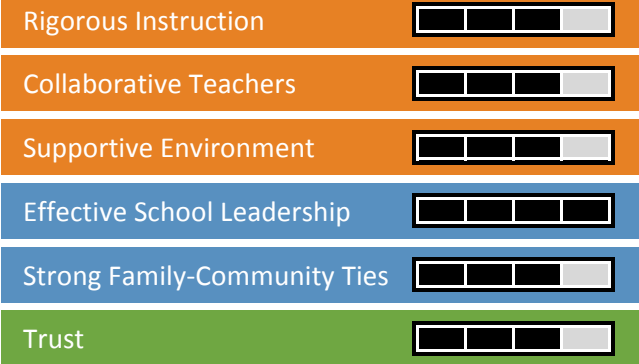 Rigorous Instruction
Collaborative Teachers
Supportive Environment
Effective School Leadership
Strong Family-Community Ties
Trust